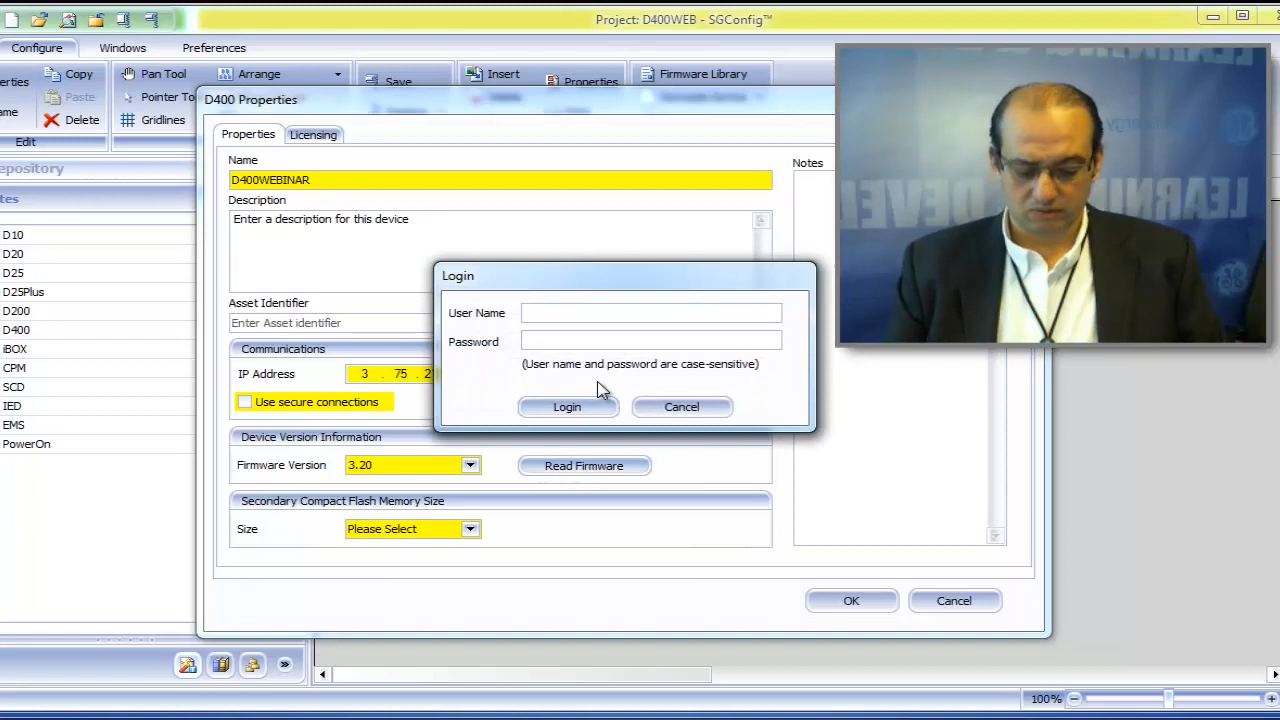 Project: D400WEB - SGConfig™
Configure
Windows
Preferences
Copy
Paste
Delete
Edit
Pan Tool
Pointer To
Gridlines
Arrange
Save
Insert
Properties
Firmware Library
epository
tes
D10
D20
D25
D25Plus
D200
D400
iBOX
CPM
SCD
IED
EMS
PowerOn
D400 Properties
Properties
Licensing
Name
D400WEBINAR
Description
Enter a description for this device
Asset Identifier
Enter Asset identifier
Communications
IP Address
3 . 75 . 2
Use secure connections
Device Version Information
Firmware Version
3.20
Read Firmware
Secondary Compact Flash Memory Size
Size
Please Select
Notes
OK
Cancel
Login
User Name
Password
(User name and password are case-sensitive)
Login
Cancel
LEARNING
DEVEL
100%